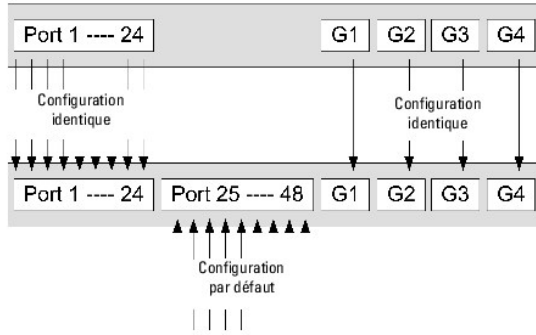 Port 1 ---- 24 G1 G2 G3 G4
Configuration
identique
Configuration
identique
Port 1 ---- 24 Port 25 ---- 48 G1 G2 G3 G4
Configuration
par défaut